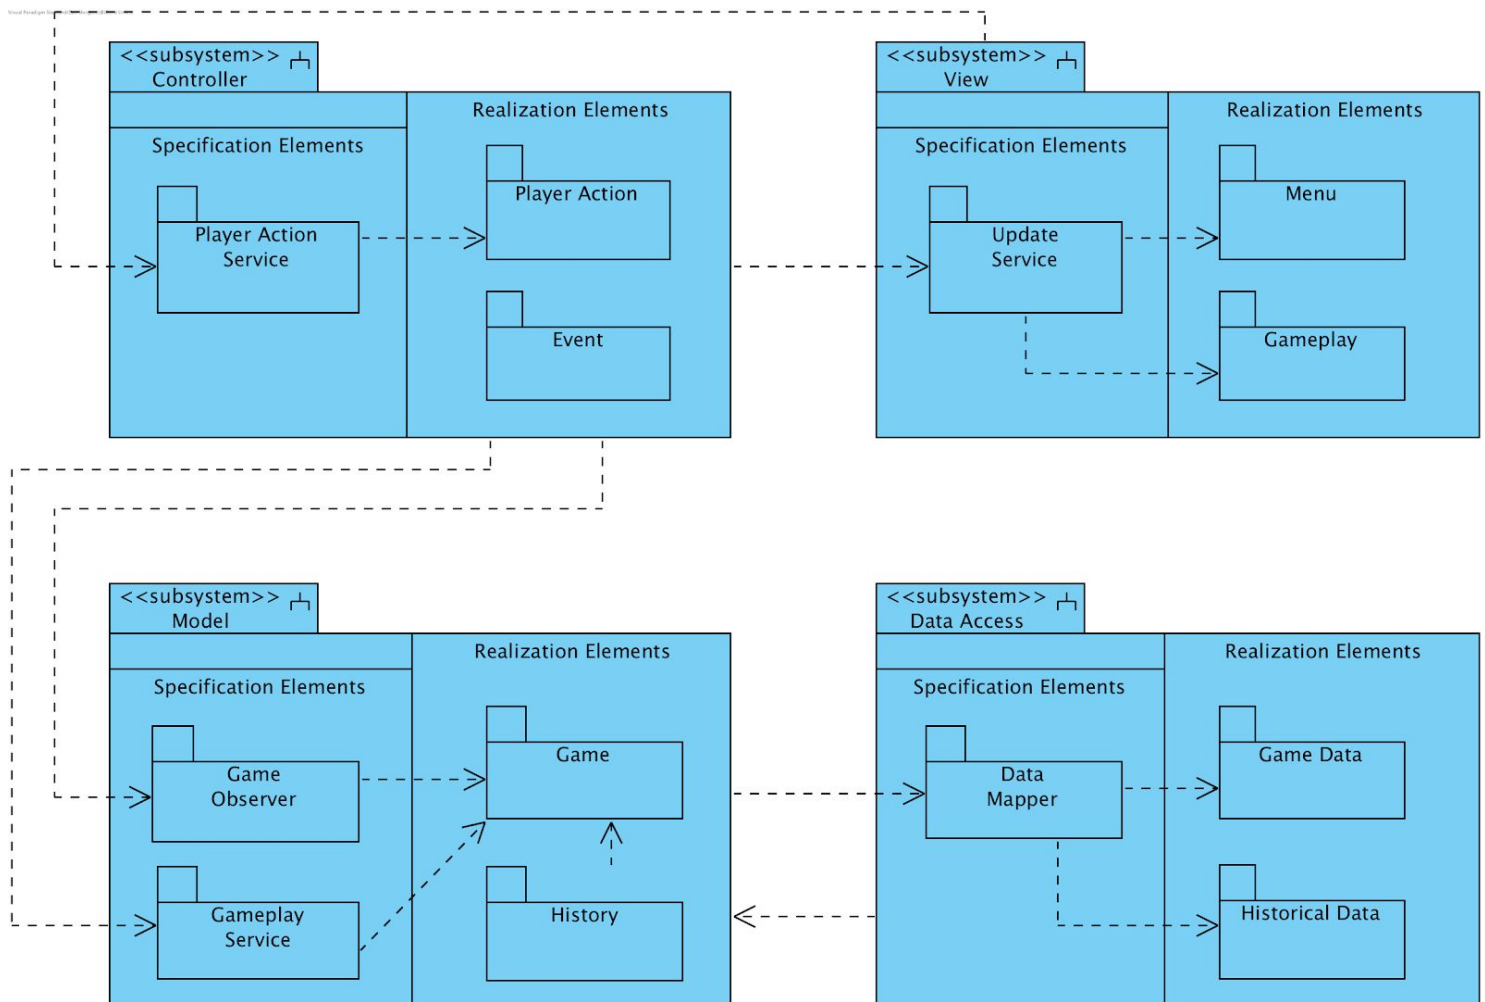 <<subsystem>>
Controller
Realization Elements
Specification Elements
Player Action
Service
Player Action
Event
<<subsystem>>
View
Realization Elements
Specification Elements
Update
Service
Menu
Gameplay
<<subsystem>>
Model
Realization Elements
Specification Elements
Game
Observer
Game
Gameplay
Service
History
<<subsystem>>
Data Access
Realization Elements
Specification Elements
Data
Mapper
Game Data
Historical Data